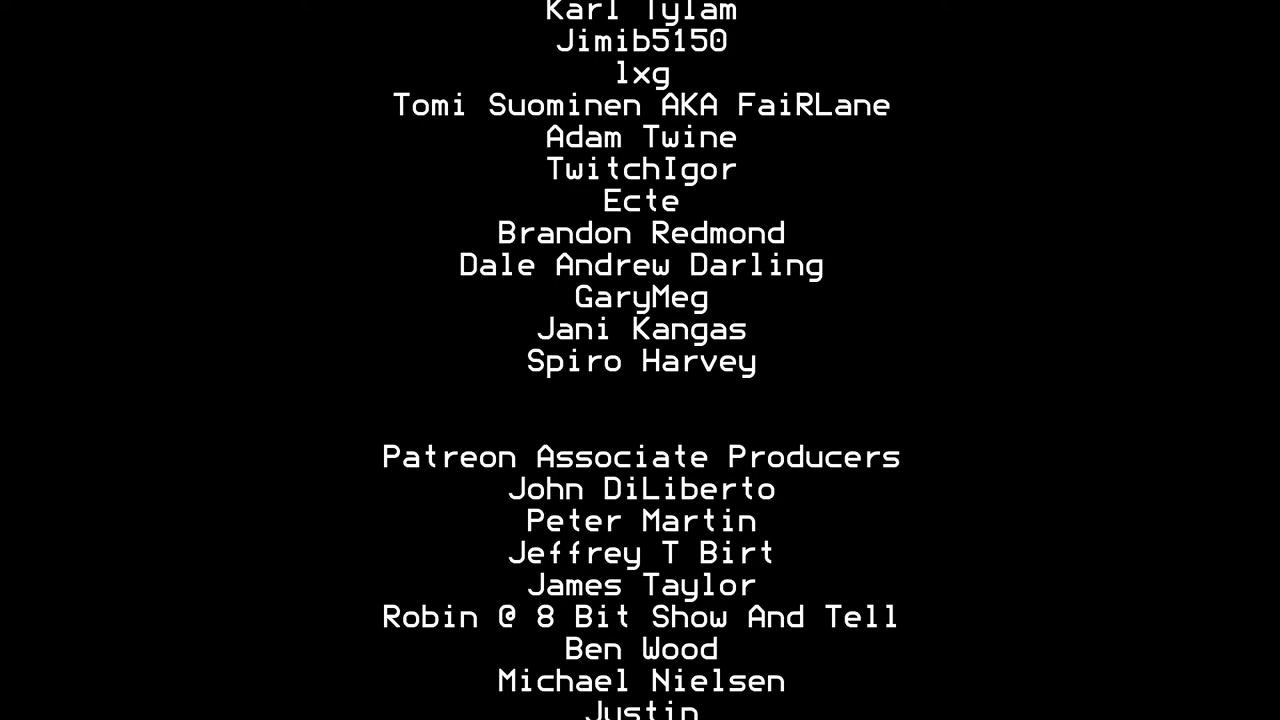 Karl Tylam
Jimib5150
lxg
Tomi Suominen AKA FaiRLane
Adam Twine
TwitchIgor
Ecte
Brandon Redmond
Dale Andrew Darling
GaryMeg
Jani Kangas
Spiro Harvey
Patreon Associate Producers
John DiLiberto
Peter Martin
Jeffrey T Birt
James Taylor
Robin @ 8 Bit Show And Tell
Ben Wood
Michael Nielsen
Justin